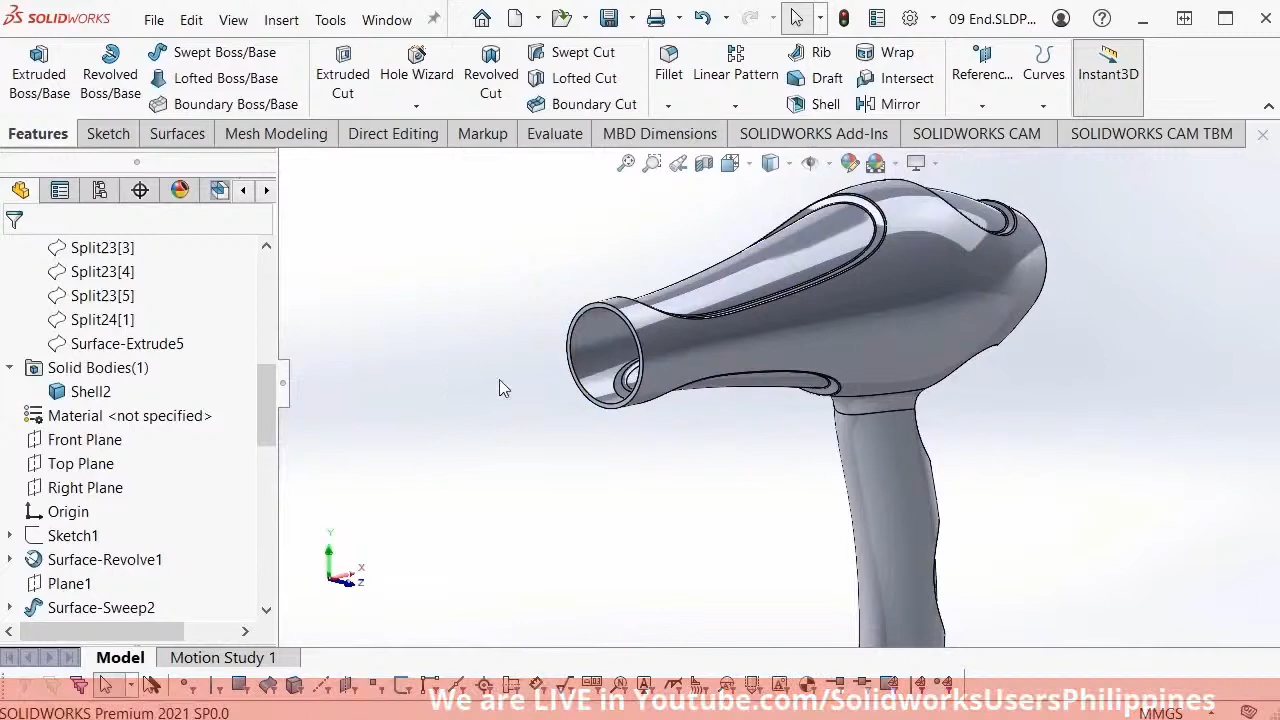 SOLIDWORKS
File
Edit
View
Insert
Tools
Window
09 End.SLDP...
Extruded Boss/Base
Revolved Boss/Base
Swept Boss/Base
Lofted Boss/Base
Boundary Boss/Base
Extruded Cut
Hole Wizard
Revolved Cut
Swept Cut
Lofted Cut
Boundary Cut
Fillet
Linear Pattern
Rib
Draft
Shell
Wrap
Intersect
Mirror
Referenc...
Curves
Instant3D
Features
Sketch
Surfaces
Mesh Modeling
Direct Editing
Markup
Evaluate
MBD Dimensions
SOLIDWORKS Add-Ins
SOLIDWORKS CAM
SOLIDWORKS CAM TBM
Split23[3]
Split23[4]
Split23[5]
Split24[1]
Surface-Extrude5
Solid Bodies(1)
Shell2
Material <not specified>
Front Plane
Top Plane
Right Plane
Origin
Sketch1
Surface-Revolve1
Plane1
Surface-Sweep2
Y
X
Z
Model
Motion Study 1
We are LIVE in Youtube.com/SolidworksUsersPhilippines
SOLIDWORKS Premium 2021 SP0.0
MMGS